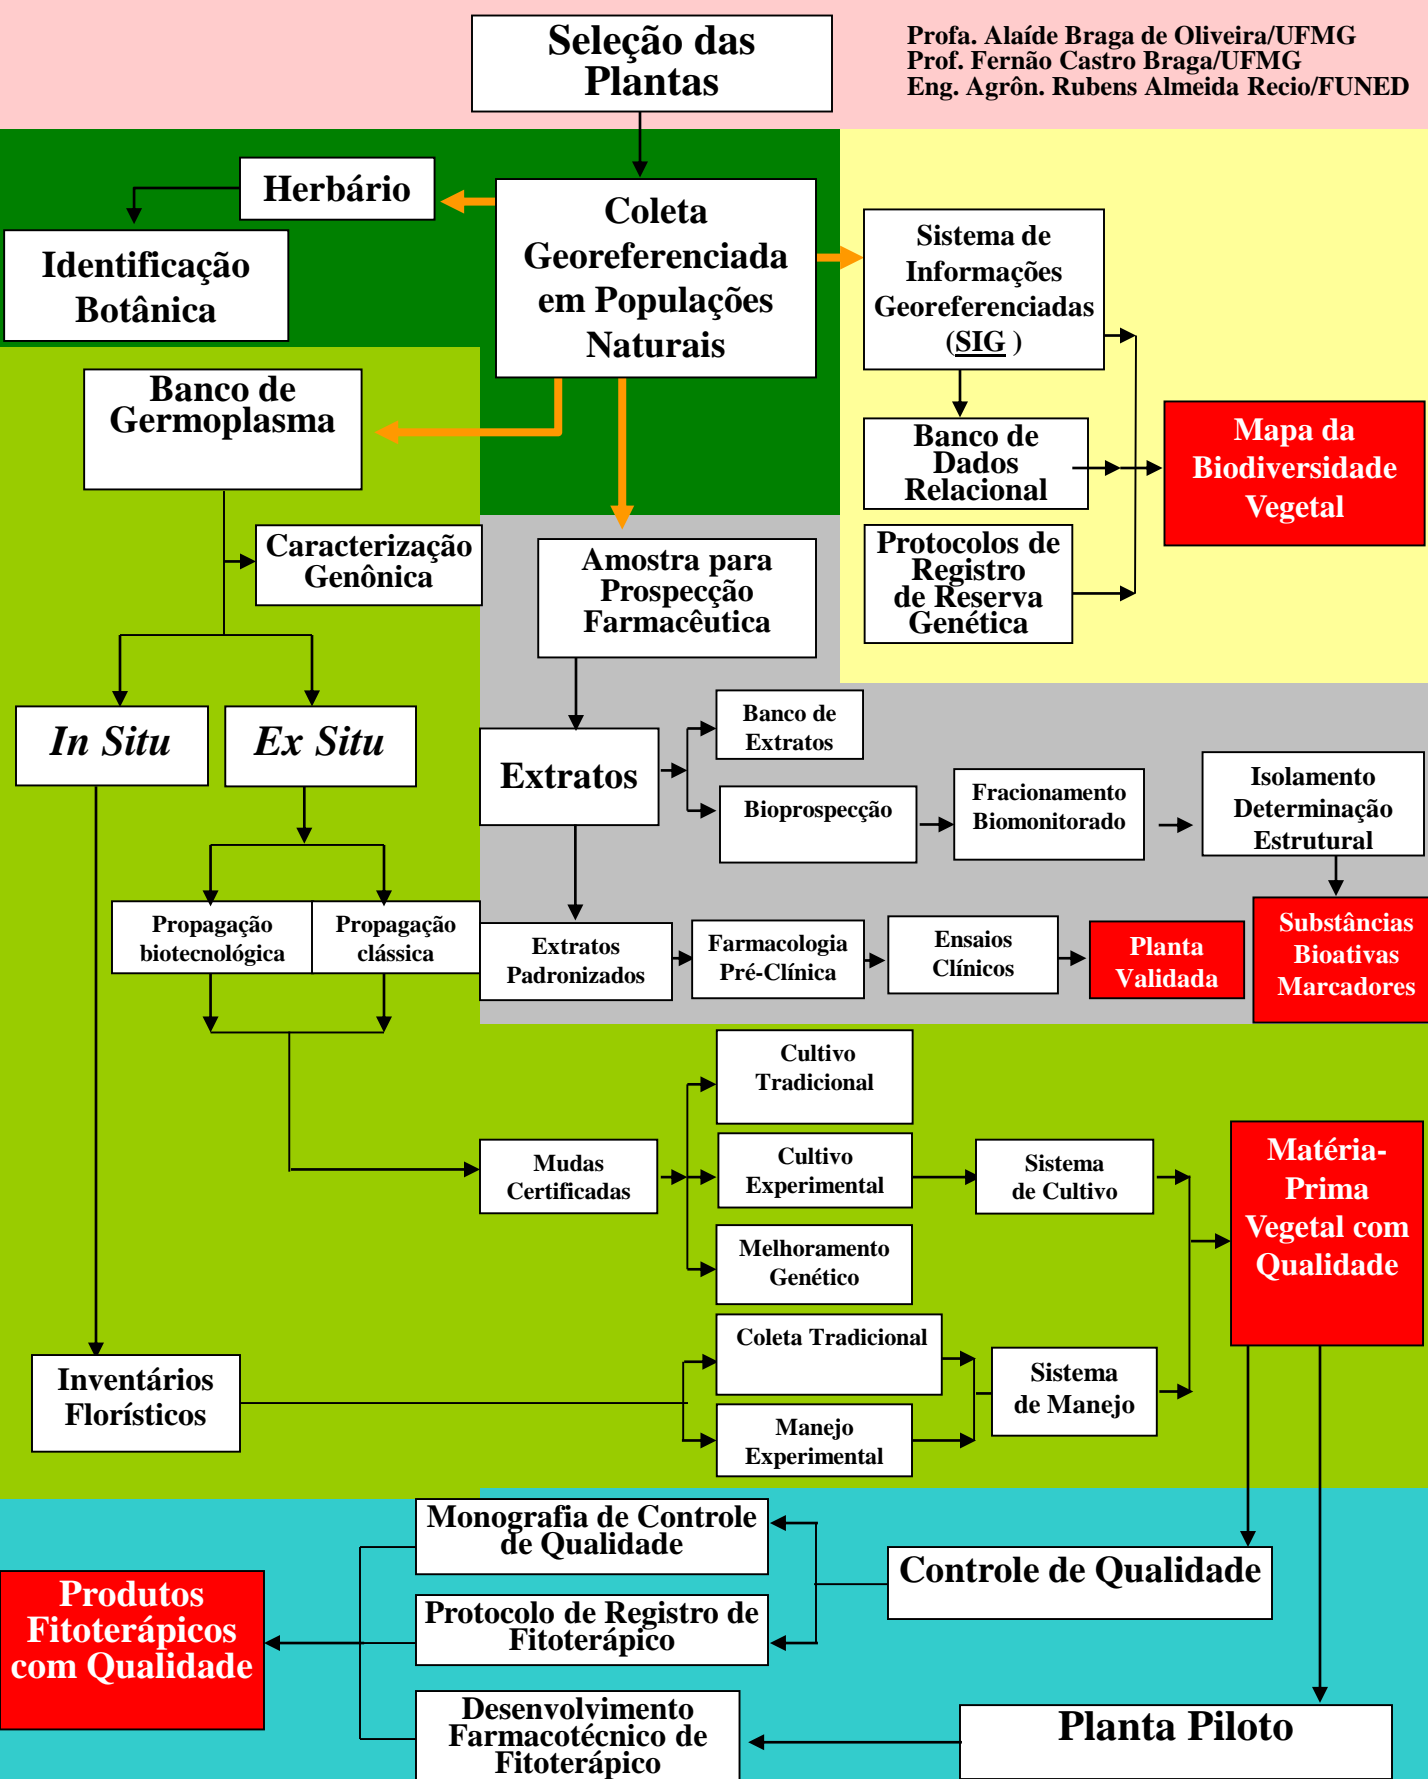 Seleção das
Plantas
Profa. Alaíde Braga de Oliveira/UFMG
Prof. Fernão Castro Braga/UFMG
Eng. Agrôn. Rubens Almeida Recio/FUNED
Herbário
Identificação
Botânica
Coleta
Georeferenciada
em Populações
Naturais
Sistema de
Informações
Georeferenciadas
(SIG )
Banco de
Germoplasma
Banco de
Dados
Relacional
Mapa da
Biodiversidade
Vegetal
Caracterização
Genônica
Amostra para
Prospecção
Farmacêutica
Protocolos de
Registro
de Reserva
Genética
In Situ
Ex Situ
Extratos
Banco de
Extratos
Bioprospecção
Fracionamento
Biomonitorado
Isolamento
Determinação
Estrutural
Propagação
biotecnológica
Propagação
clássica
Extratos
Padronizados
Farmacologia
Pré-Clínica
Ensaios
Clínicos
Planta
Validada
Substâncias
Bioativas
Marcadores
Cultivo
Tradicional
Mudas
Certificadas
Cultivo
Experimental
Sistema
de Cultivo
Matéria-
Prima
Vegetal com
Qualidade
Melhoramento
Genético
Inventários
Florísticos
Coleta Tradicional
Manejo
Experimental
Sistema
de Manejo
Monografia de Controle
de Qualidade
Controle de Qualidade
Produtos
Fitoterápicos
com Qualidade
Protocolo de Registro de
Fitoterápico
Desenvolvimento
Farmacotécnico de
Fitoterápico
Planta Piloto